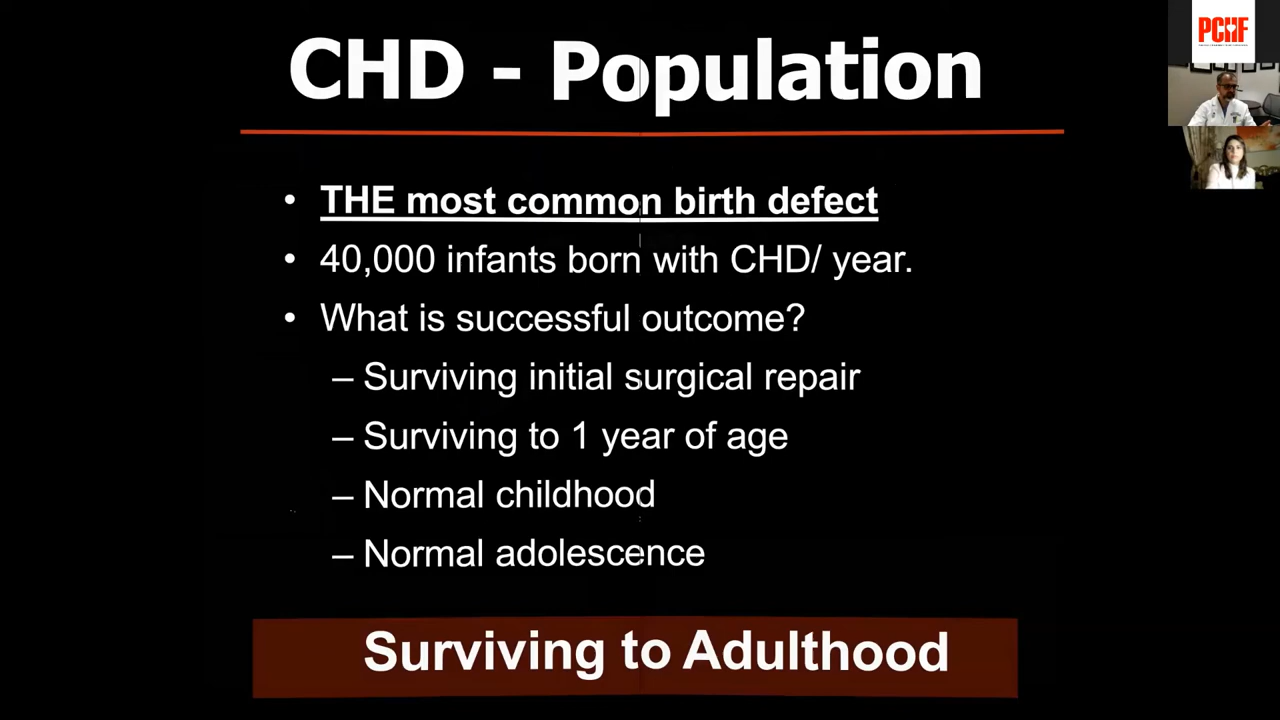 CHD - Population
• THE most common birth defect
• 40,000 infants born with CHD/ year.
• What is successful outcome?
– Surviving initial surgical repair
– Surviving to 1 year of age
– Normal childhood
– Normal adolescence
Surviving to Adulthood